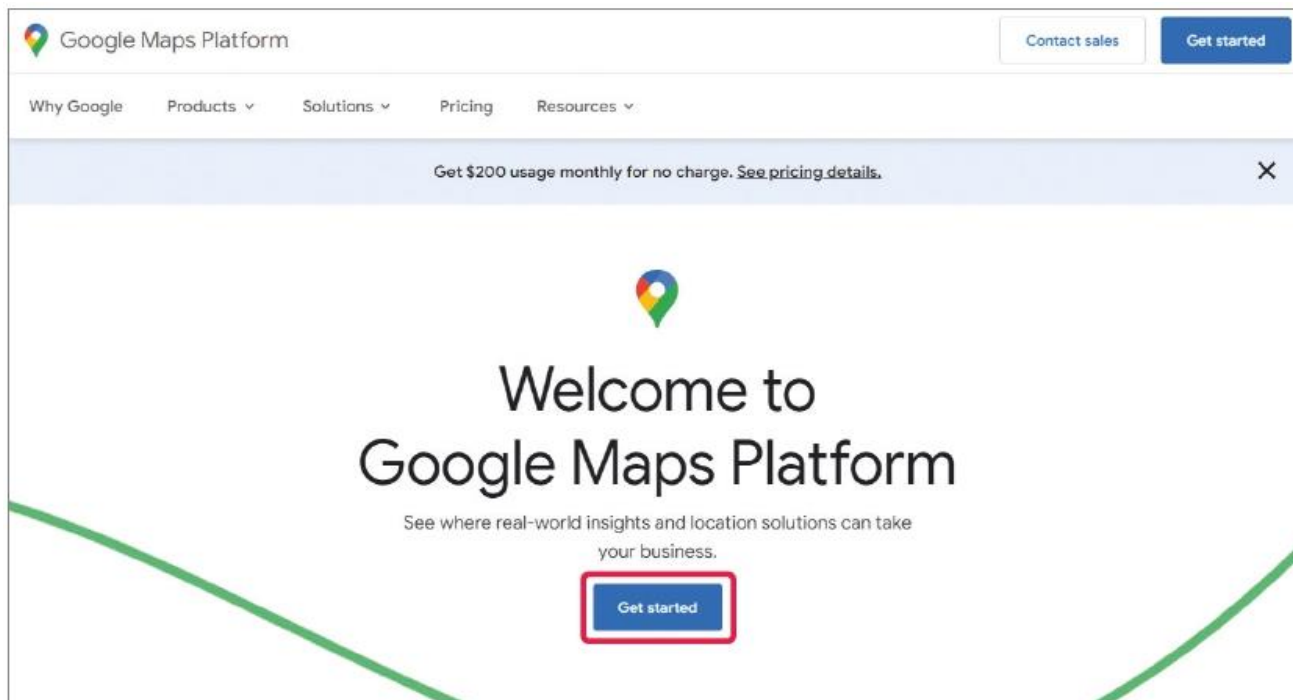 Google Maps Platform
Contact sales
Get started
Why Google
Products
Solutions
Pricing
Resources
Get $200 usage monthly for no charge. See pricing details.
Welcome to
Google Maps Platform
See where real-world insights and location solutions can take
your business.
Get started